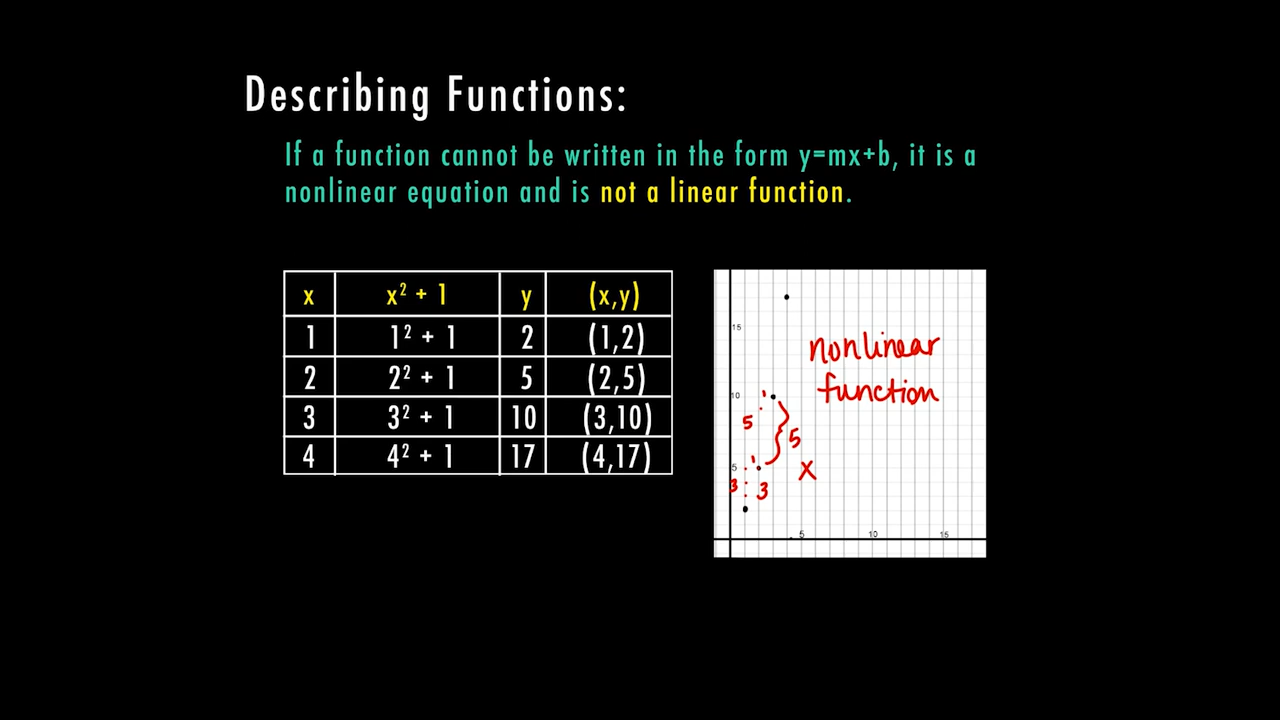 Describing Functions:
If a function cannot be written in the form y=mx+b, it is a
nonlinear equation and is not a linear function.
x x² + 1 y (x,y)
1 1² + 1 2 (1,2)
2 2² + 1 5 (2,5)
3 3² + 1 10 (3,10)
4 4² + 1 17 (4,17)
15
nonlinear
function
10
1
5
5
5
1
X
3
3
5 10 15